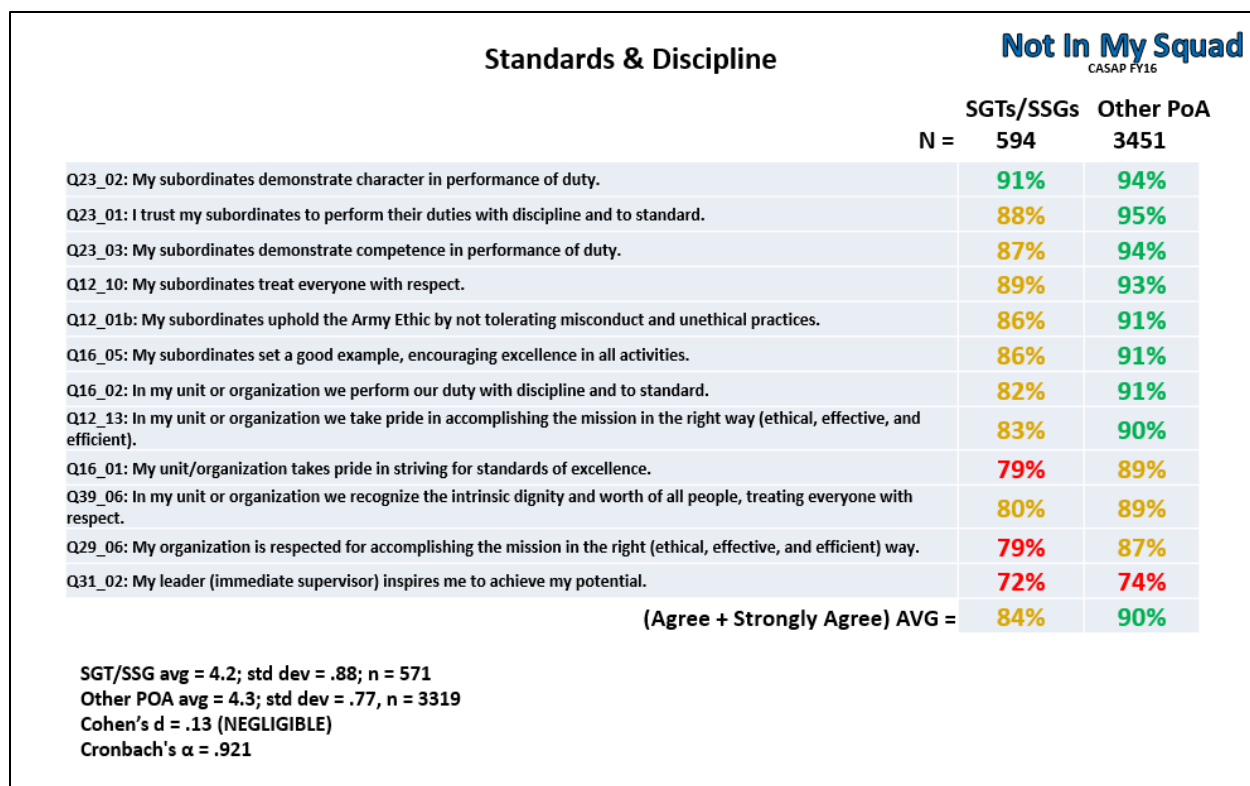 Standards & Discipline
Not In My Squad
CASAP FY16
SGTs/SSGs Other PoA
N = 594 3451
Q23_02: My subordinates demonstrate character in performance of duty. 91% 94%
Q23_01: I trust my subordinates to perform their duties with discipline and to standard. 88% 95%
Q23_03: My subordinates demonstrate competence in performance of duty. 87% 94%
Q12_10: My subordinates treat everyone with respect. 89% 93%
Q12_01b: My subordinates uphold the Army Ethic by not tolerating misconduct and unethical practices. 86% 91%
Q16_05: My subordinates set a good example, encouraging excellence in all activities. 86% 91%
Q16_02: In my unit or organization we perform our duty with discipline and to standard. 82% 91%
Q12_13: In my unit or organization we take pride in accomplishing the mission in the right way (ethical, effective, and
efficient). 83% 90%
Q16_01: My unit/organization takes pride in striving for standards of excellence. 79% 89%
Q39_06: In my unit or organization we recognize the intrinsic dignity and worth of all people, treating everyone with
respect. 80% 89%
Q29_06: My organization is respected for accomplishing the mission in the right (ethical, effective, and efficient) way. 79% 87%
Q31_02: My leader (immediate supervisor) inspires me to achieve my potential. 72% 74%
(Agree + Strongly Agree) AVG = 84% 90%
SGT/SSG avg = 4.2; std dev = .88; n = 571
Other POA avg = 4.3; std dev = .77, n = 3319
Cohen’s d = .13 (NEGLIGIBLE)
Cronbach's α = .921